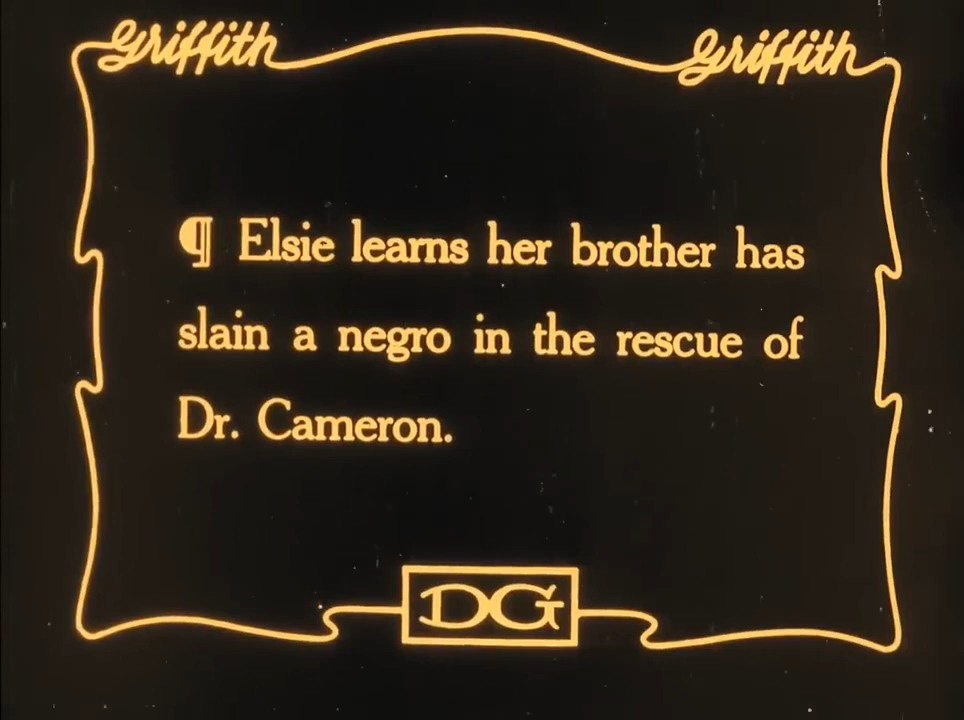 Griffith Griffith
¶ Elsie learns her brother has
slain a negro in the rescue of
Dr. Cameron.
DG